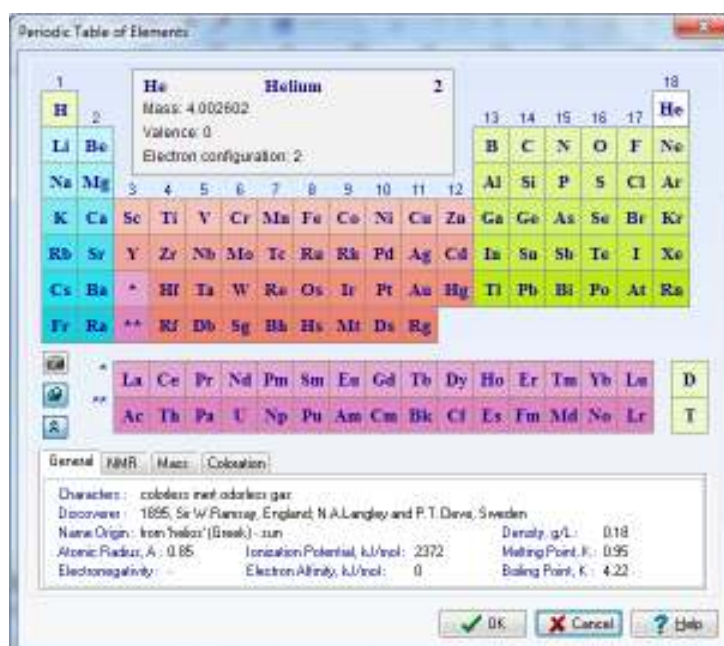 Periodic Table of Elements
1 18
He Helium 2
Mass: 4.002602
Valence: 0
Electron configuration: 2
H 2 13 14 15 16 17 He
Li Be B C N O F Ne
Na Mg 3 4 5 6 7 8 9 10 11 12 Al Si P S Cl Ar
K Ca Sc Ti V Cr Mn Fe Co Ni Cu Zn Ga Ge As Se Br Kr
Rb Sr Y Zr Nb Mo Tc Ru Rh Pd Ag Cd In Sn Sb Te I Xe
Cs Ba * Hf Ta W Re Os Ir Pt Au Hg Tl Pb Bi Po At Rn
Fr Ra ** Rf Db Sg Bh Hs Mt Ds Rg
* La Ce Pr Nd Pm Sm Eu Gd Tb Dy Ho Er Tm Yb Lu D
** Ac Th Pa U Np Pu Am Cm Bk Cf Es Fm Md No Lr T
General NMR Mass Coloration
Characters: colorless inert odorless gas
Discoverer: 1895, Sir W.Ramsay, England; N.A.Langley and P.T.Cleve, Sweden
Name Origin: from 'helios' (Greek) - sun Density, g/L: 0.18
Atomic Radius, A: 0.85 Ionization Potential, kJ/mol: 2372 Melting Point, K: 0.95
Electronegativity: - Electron Affinity, kJ/mol: 0 Boiling Point, K: 4.22
OK Cancel ? Help